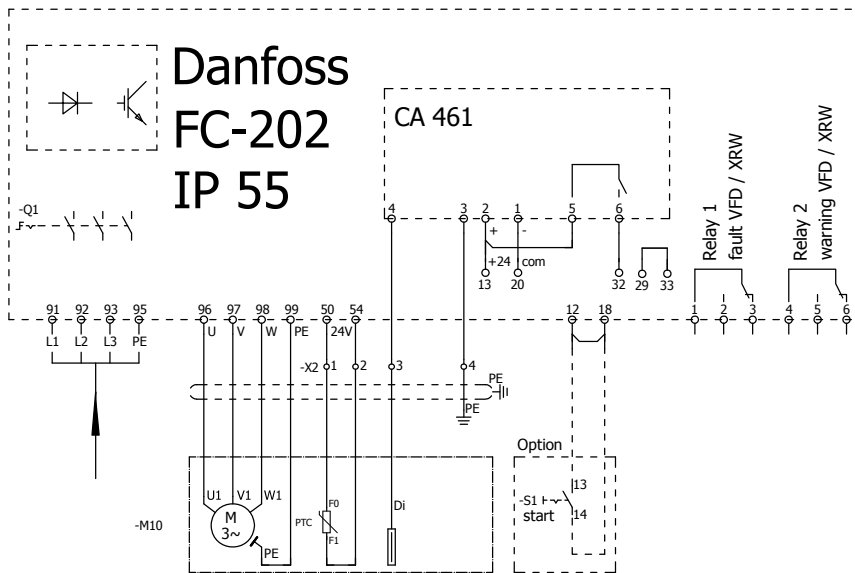 Danfoss
FC-202
IP 55
CA 461
-Q1
4 3 2 1 5 6
+ -
+24 com
13 20 32 29 33
Relay 1
fault VFD / XRW
Relay 2
warning VFD / XRW
91 92 93 95 96 97 98 99 50 54 12 18 1 2 3 4 5 6
L1 L2 L3 PE U V W PE 24V
-X2 1 2 3 4
PE
PE
Option
-M10
U1 V1 W1
M
3~
PE
PTC
F0
F1
Di
-S1
start
13
14